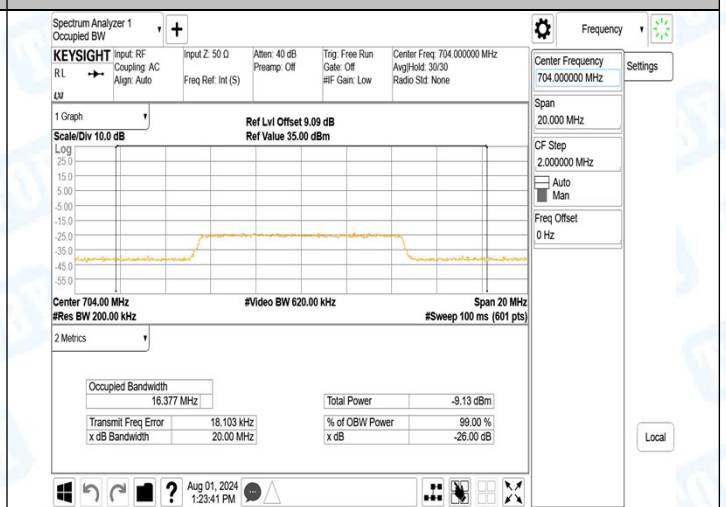 Spectrum Analyzer 1
Occupied BW
+
Frequency
KEYSIGHT
RL
LXI
Input: RF
Coupling: AC
Align: Auto
Input Z: 50 Ω
Freq Ref: Int (S)
Atten: 40 dB
Preamp: Off
Trig: Free Run
Gate: Off
#IF Gain: Low
Center Freq: 704.000000 MHz
Avg|Hold: 30/30
Radio Std: None
Center Frequency
704.000000 MHz
Settings
Span
20.000 MHz
CF Step
2.000000 MHz
Auto
Man
Freq Offset
0 Hz
Local
1 Graph
Scale/Div 10.0 dB
Ref Lvl Offset 9.09 dB
Ref Value 35.00 dBm
Log
25.0
15.0
5.00
-5.00
-15.0
-25.0
-35.0
-45.0
-55.0
Center 704.00 MHz
#Res BW 200.00 kHz
#Video BW 620.00 kHz
Span 20 MHz
#Sweep 100 ms (601 pts)
2 Metrics
Occupied Bandwidth
16.377 MHz
Total Power -9.13 dBm
Transmit Freq Error 18.103 kHz
% of OBW Power 99.00 %
x dB Bandwidth 20.00 MHz
x dB -26.00 dB
?
Aug 01, 2024
1:23:41 PM